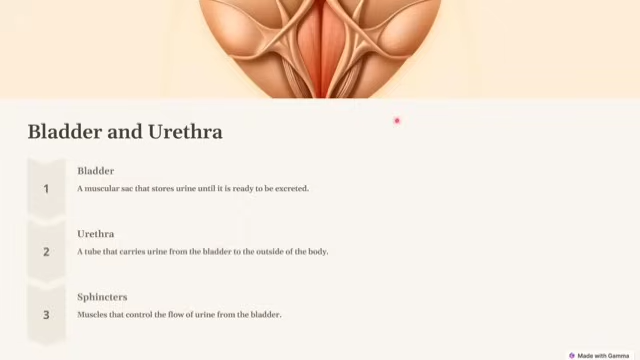 Bladder and Urethra
1
Bladder
A muscular sac that stores urine until it is ready to be excreted.
2
Urethra
A tube that carries urine from the bladder to the outside of the body.
3
Sphincters
Muscles that control the flow of urine from the bladder.
Made with Gamma